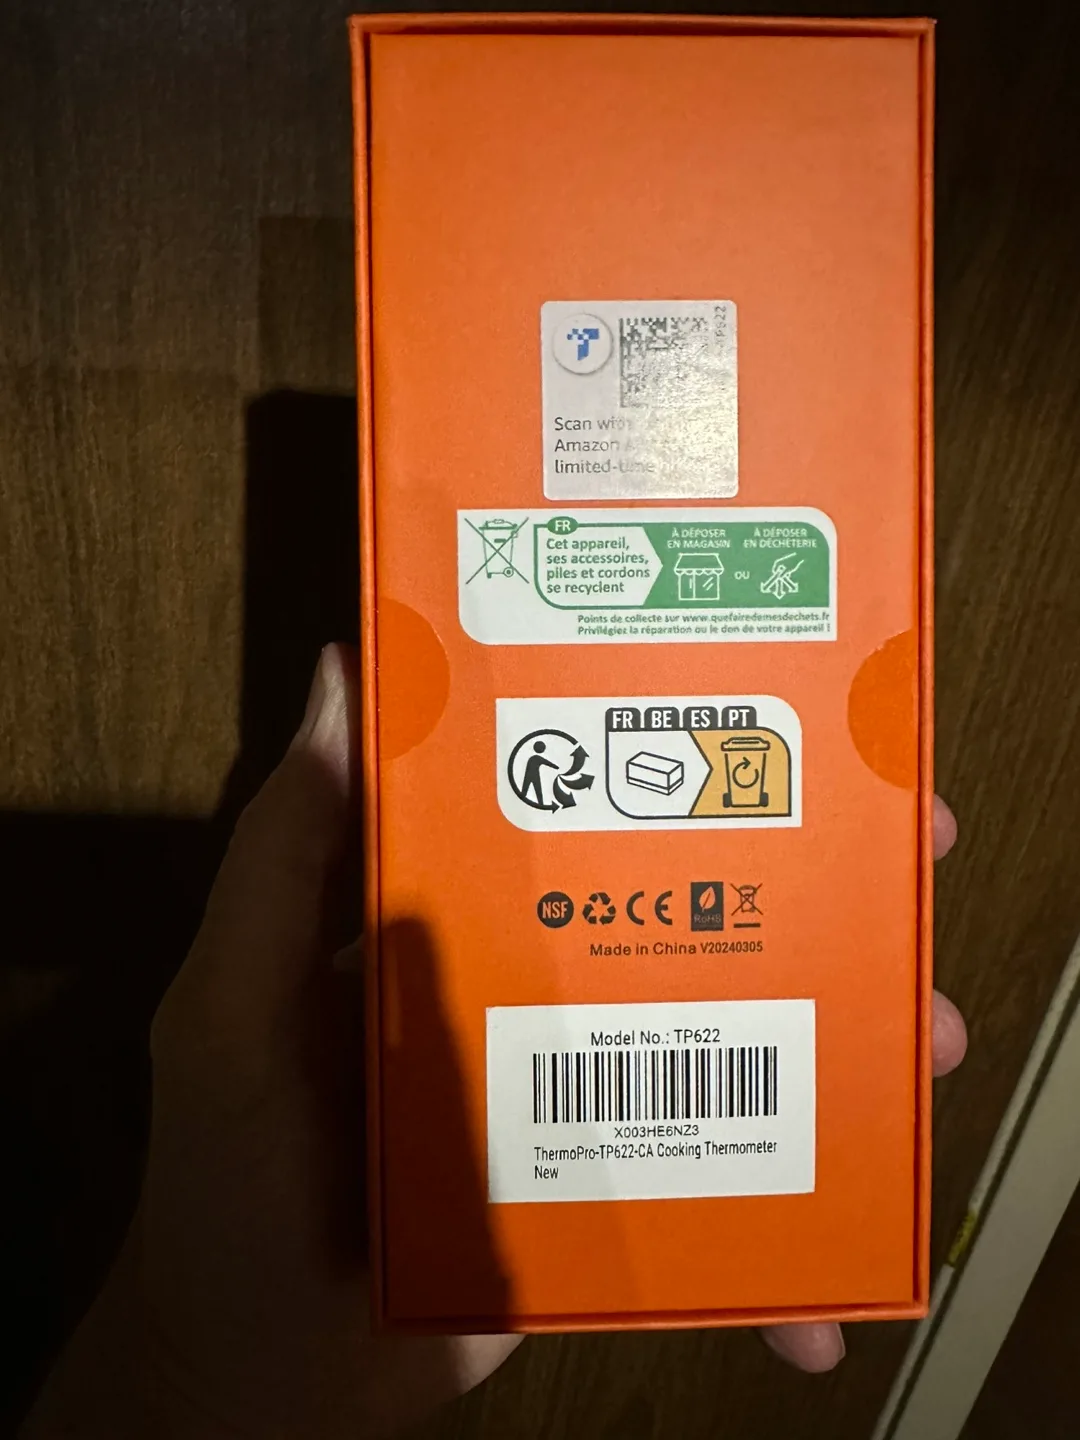 TP622
Scan with
Amazon
limited-time
FR
Cet appareil,
ses accessoires,
piles et cordons
se recyclent
À DÉPOSER
EN MAGASIN
OU
À DÉPOSER
EN DÉCHÈTERIE
Points de collecte sur www.quefairedemesdechets.fr
Privilégiez la réparation ou le don de votre appareil !
FR BE ES PT
NSF CE RoHS
Made in China V20240305
Model No.: TP622
X003HE6NZ3
ThermoPro-TP622-CA Cooking Thermometer
New